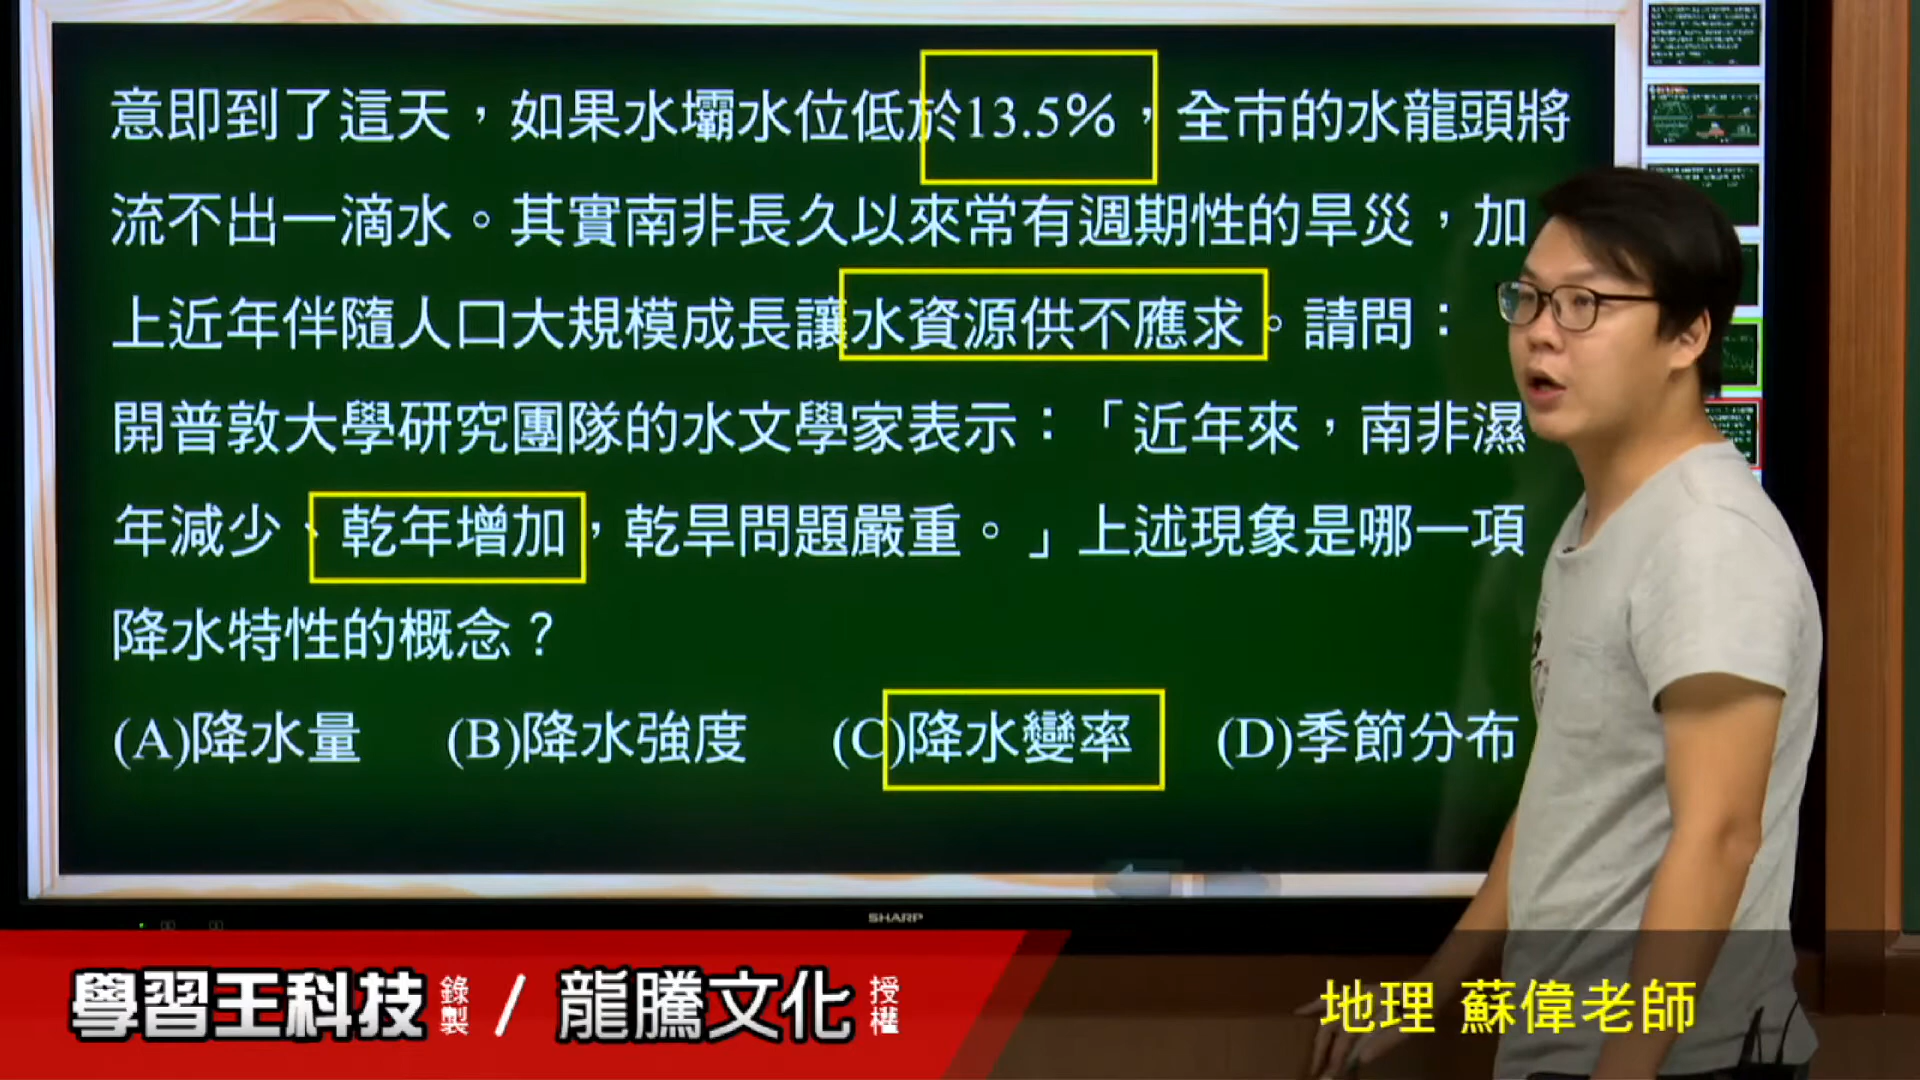 意即到了這天，如果水壩水位低於13.5%，全市的水龍頭將
流不出一滴水。其實南非長久以來常有週期性的旱災，加
上近年伴隨人口大規模成長讓水資源供不應求。請問：
開普敦大學研究團隊的水文學家表示：「近年來，南非濕
年減少、乾年增加，乾旱問題嚴重。」上述現象是哪一項
降水特性的概念？
(A)降水量 (B)降水強度 (C)降水變率 (D)季節分布
SHARP
學習王科技 錄製 / 龍騰文化 授權
地理 蘇偉老師